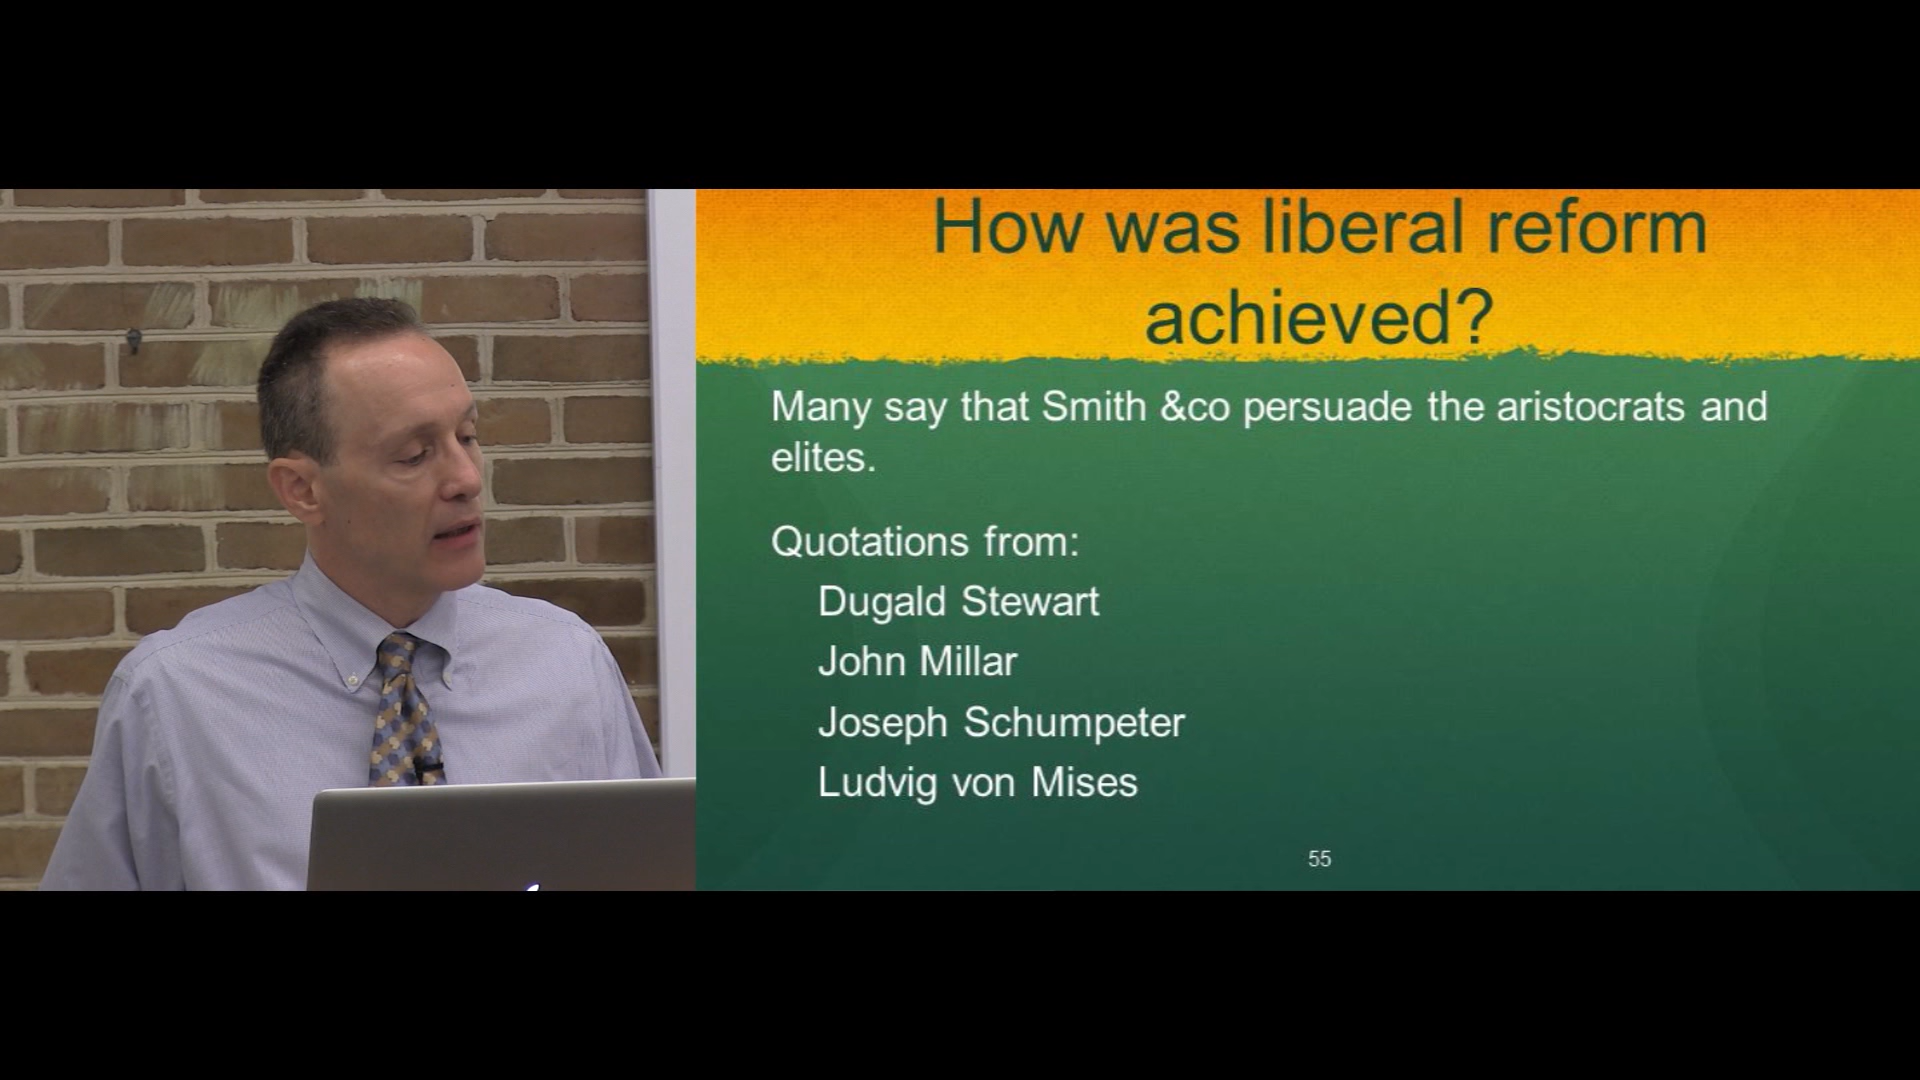 How was liberal reform
achieved?
Many say that Smith &co persuade the aristocrats and
elites.
Quotations from:
Dugald Stewart
John Millar
Joseph Schumpeter
Ludvig von Mises
55